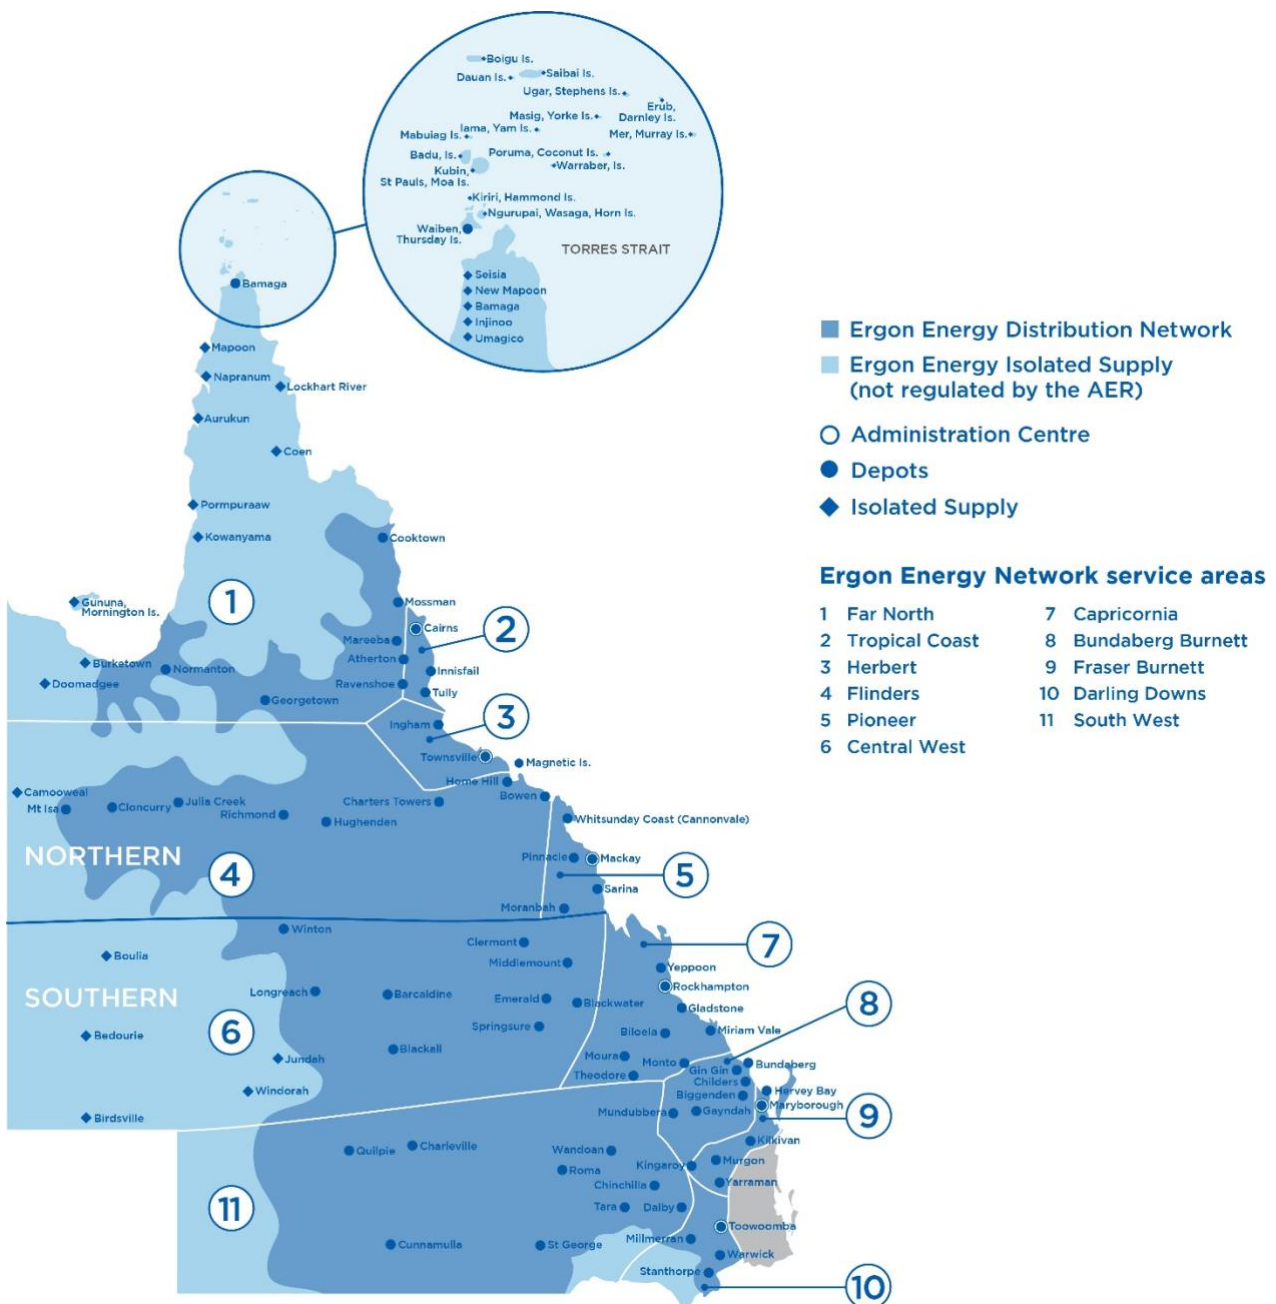 Boigu Is.
Dauan Is.
Saibai Is.
Ugar, Stephens Is.
Erub,
Darnley Is.
Masig, Yorke Is.
Iama, Yam Is.
Mer, Murray Is.
Mabuiag Is.
Badu, Is.
Poruma, Coconut Is.
Warraber, Is.
Kubin,
St Pauls, Moa Is.
Kiriri, Hammond Is.
Ngurupai, Wasaga, Horn Is.
Waiben,
Thursday Is.
TORRES STRAIT
Seisia
New Mapoon
Bamaga
Injinoo
Umagico
Bamaga
Mapoon
Napranum
Lockhart River
Aurukun
Coen
Pormpuraaw
Kowanyama
Cooktown
Gununa,
Mornington Is.
1
Mossman
Cairns
2
Mareeba
Atherton
Burketown
Normanton
Innisfail
Doomadgee
Ravenshoe
Tully
Georgetown
Ingham
3
Townsville
Magnetic Is.
Home Hill
Camooweal
Mt Isa
Cloncurry
Julia Creek
Richmond
Charters Towers
Bowen
Hughenden
Whitsunday Coast (Cannonvale)
NORTHERN
Pinnacle
Mackay
4
5
Sarina
Moranbah
Winton
Clermont
7
Boulia
Middlemount
Yeppoon
SOUTHERN
Longreach
Barcaldine
Emerald
Blackwater
Rockhampton
Gladstone
8
6
Bedourie
Springsure
Biloela
Miriam Vale
Jundah
Blackall
Moura
Monto
Bundaberg
Theodore
Gin Gin
Childers
Windorah
Biggenden
Hervey Bay
Maryborough
Birdsville
Mundubbera
Gayndah
9
Kilkivan
Quilpie
Charleville
Wandoan
Murgon
Roma
Kingaroy
Chinchilla
Yarraman
11
Tara
Dalby
Toowoomba
Cunnamulla
St George
Millmerran
Warwick
Stanthorpe
10
Ergon Energy Distribution Network
Ergon Energy Isolated Supply
(not regulated by the AER)
Administration Centre
Depots
Isolated Supply
Ergon Energy Network service areas
1 Far North
2 Tropical Coast
3 Herbert
4 Flinders
5 Pioneer
6 Central West
7 Capricornia
8 Bundaberg Burnett
9 Fraser Burnett
10 Darling Downs
11 South West